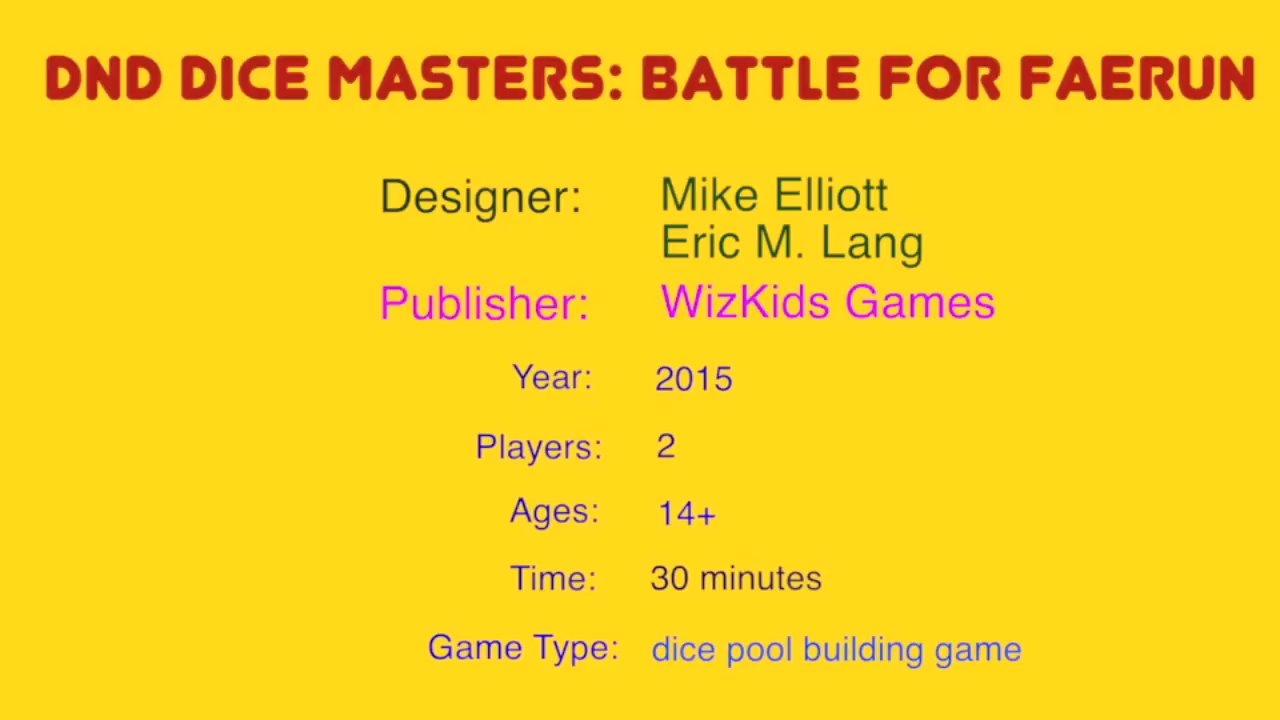 DND DICE MASTERS: BATTLE FOR FAERUN
Designer: Mike Elliott
Eric M. Lang
Publisher: WizKids Games
Year: 2015
Players: 2
Ages: 14+
Time: 30 minutes
Game Type: dice pool building game